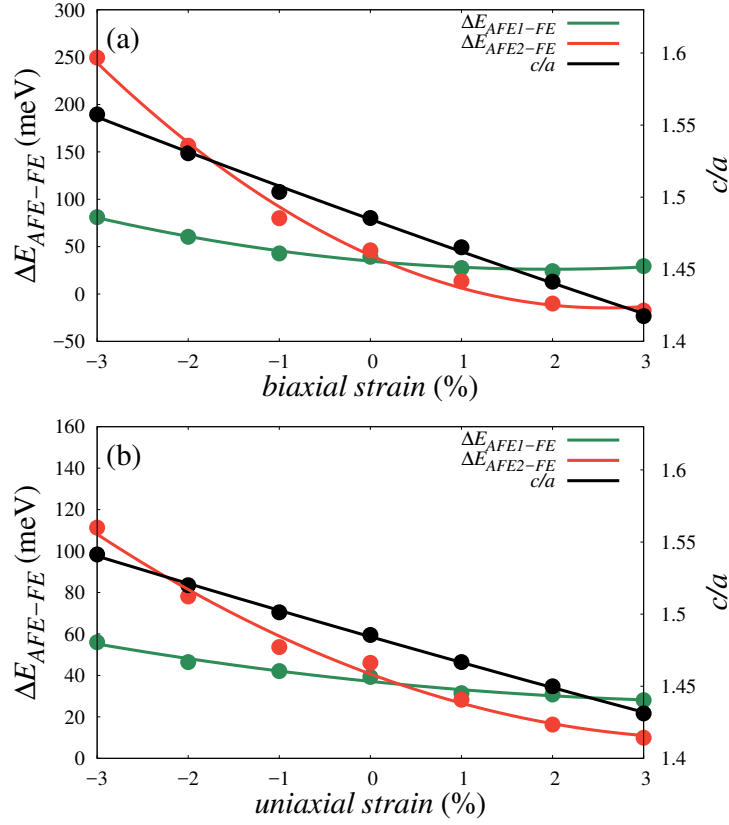 (a)
ΔE_AFE1−FE
ΔE_AFE2−FE
c/a
300
250
200
150
100
50
0
−50
ΔE_AFE−FE (meV)
1.6
1.55
1.5
1.45
1.4
c/a
−3 −2 −1 0 1 2 3
biaxial strain (%)
(b)
ΔE_AFE1−FE
ΔE_AFE2−FE
c/a
160
140
120
100
80
60
40
20
0
ΔE_AFE−FE (meV)
1.6
1.55
1.5
1.45
1.4
c/a
−3 −2 −1 0 1 2 3
uniaxial strain (%)